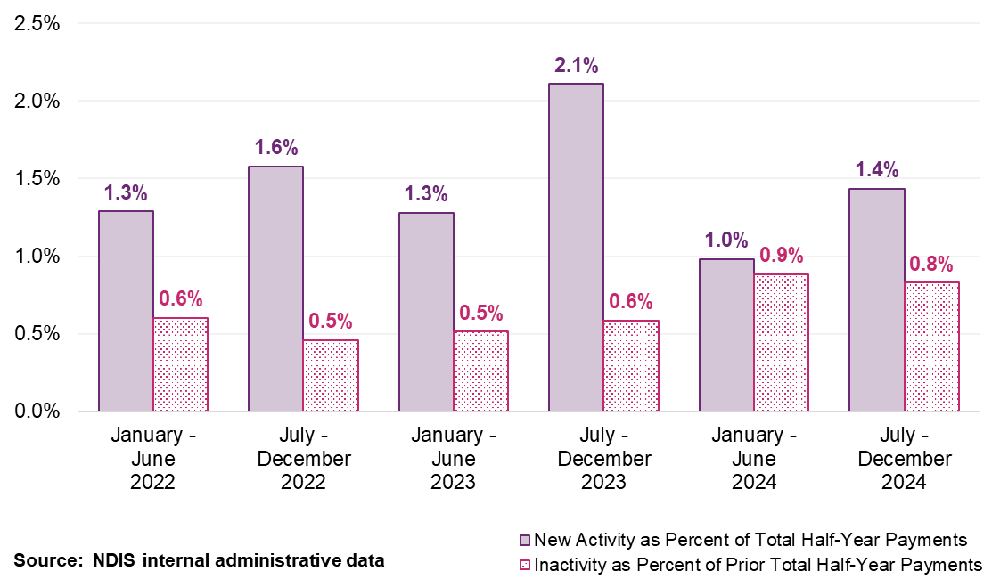 2.5%
2.0%
1.5%
1.0%
0.5%
0.0%
1.3%
0.6%
1.6%
0.5%
1.3%
0.5%
2.1%
0.6%
1.0%
0.9%
1.4%
0.8%
January -
June
2022
July -
December
2022
January -
June
2023
July -
December
2023
January -
June
2024
July -
December
2024
New Activity as Percent of Total Half-Year Payments
Inactivity as Percent of Prior Total Half-Year Payments
Source: NDIS internal administrative data